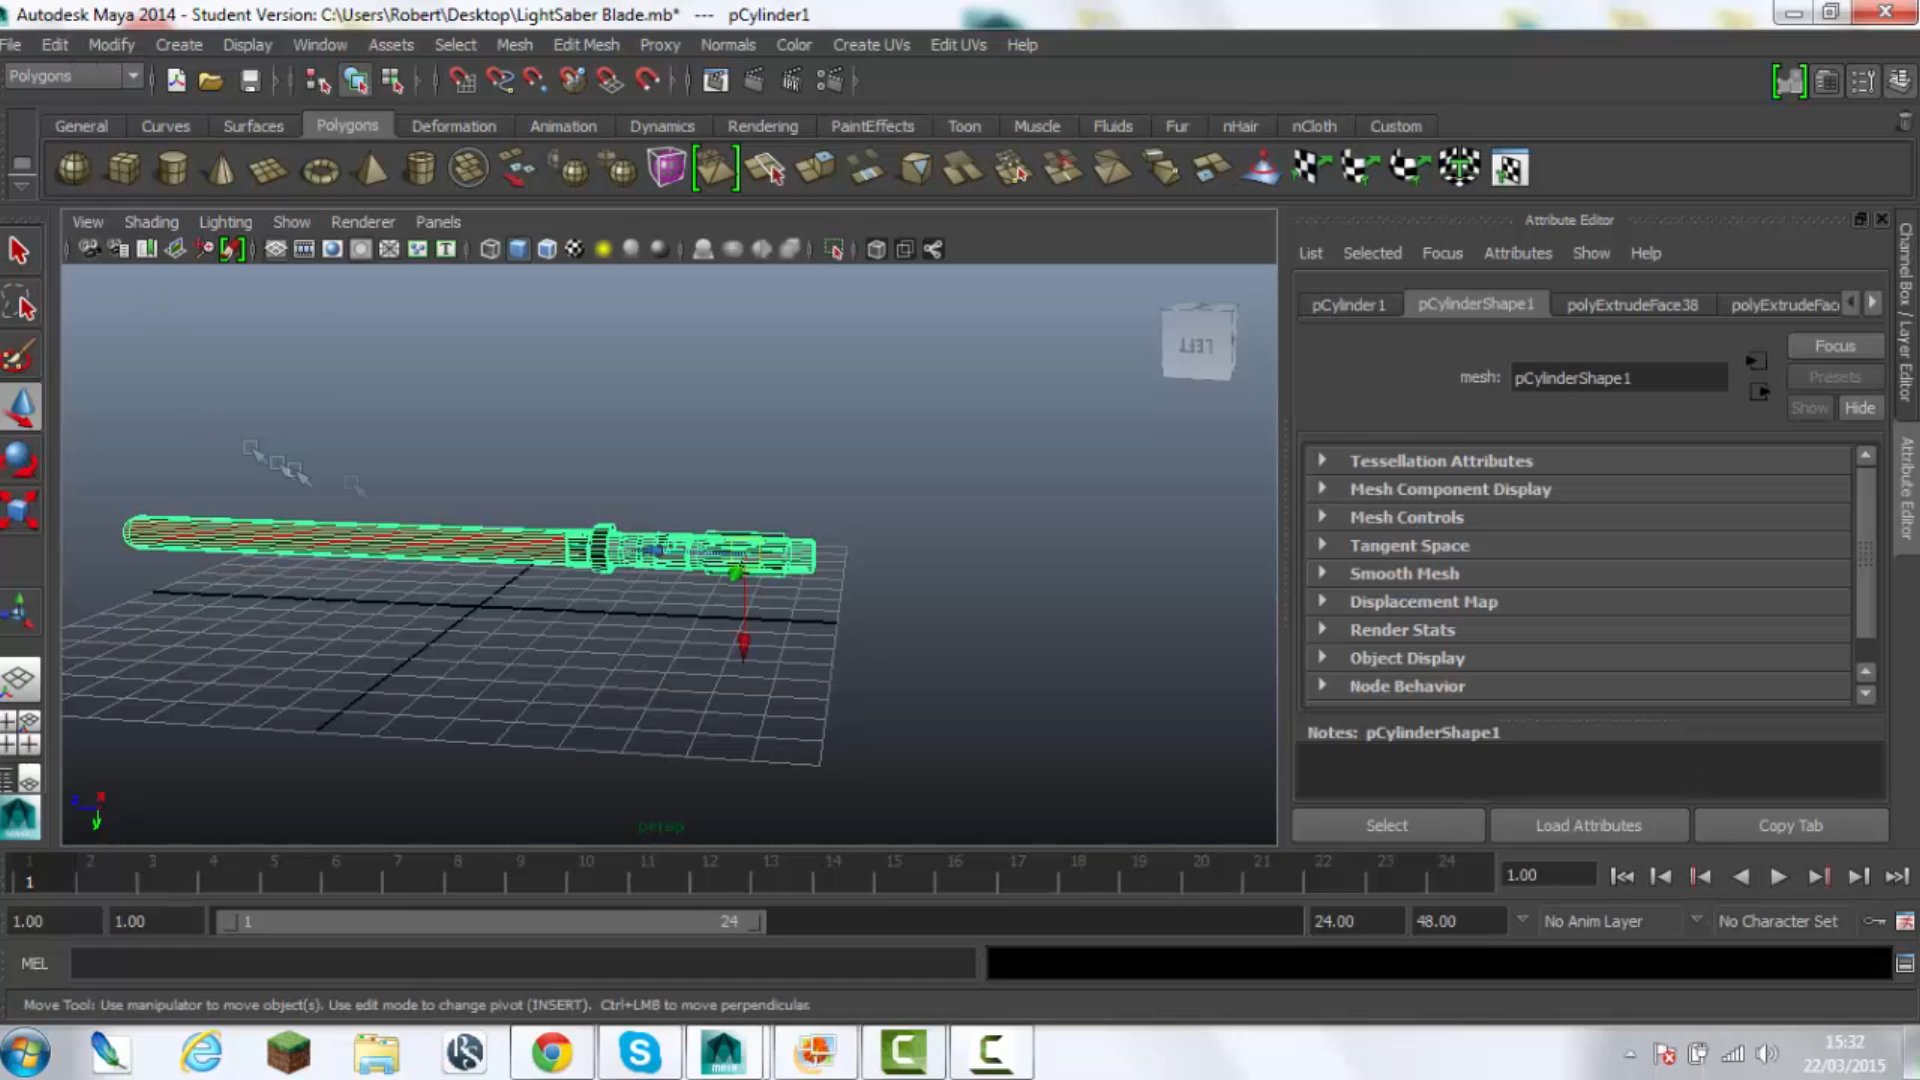 Autodesk Maya 2014 - Student Version: C:\Users\Robert\Desktop\LightSaber Blade.mb* --- pCylinder1
File Edit Modify Create Display Window Assets Select Mesh Edit Mesh Proxy Normals Color Create UVs Edit UVs Help
Polygons
General Curves Surfaces Polygons Deformation Animation Dynamics Rendering PaintEffects Toon Muscle Fluids Fur nHair nCloth Custom
View Shading Lighting Show Renderer Panels
LEFT
persp
z x
y
Attribute Editor
List Selected Focus Attributes Show Help
pCylinder1 pCylinderShape1 polyExtrudeFace38 polyExtrudeFac
Focus
mesh: pCylinderShape1
Presets
Show Hide
Tessellation Attributes
Mesh Component Display
Mesh Controls
Tangent Space
Smooth Mesh
Displacement Map
Render Stats
Object Display
Node Behavior
Notes: pCylinderShape1
Select Load Attributes Copy Tab
Channel Box / Layer Editor
Attribute Editor
1 2 3 4 5 6 7 8 9 10 11 12 13 14 15 16 17 18 19 20 21 22 23 24
1
1.00
1.00 1.00 1 24 24.00 48.00 No Anim Layer No Character Set
MEL
Move Tool: Use manipulator to move object(s). Use edit mode to change pivot (INSERT). Ctrl+LMB to move perpendicular.
15:32
22/03/2015